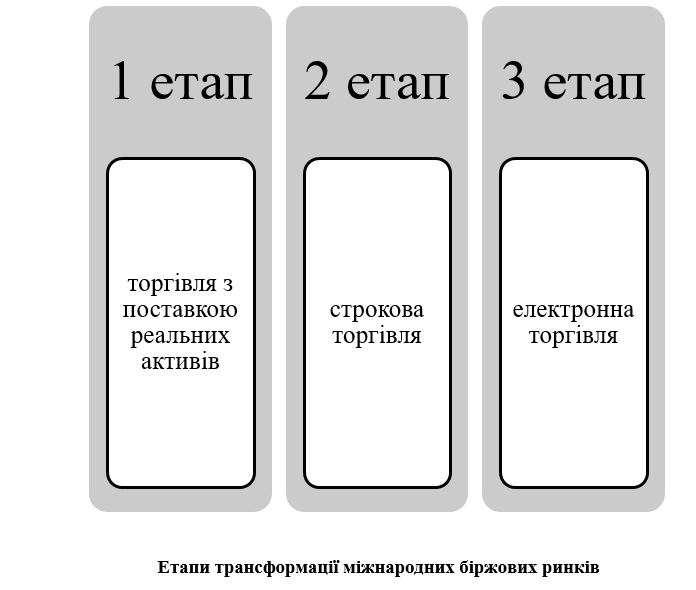 1 етап
2 етап
3 етап
торгівля з
поставкою
реальних
активів
строкова
торгівля
електронна
торгівля
Етапи трансформації міжнародних біржових ринків